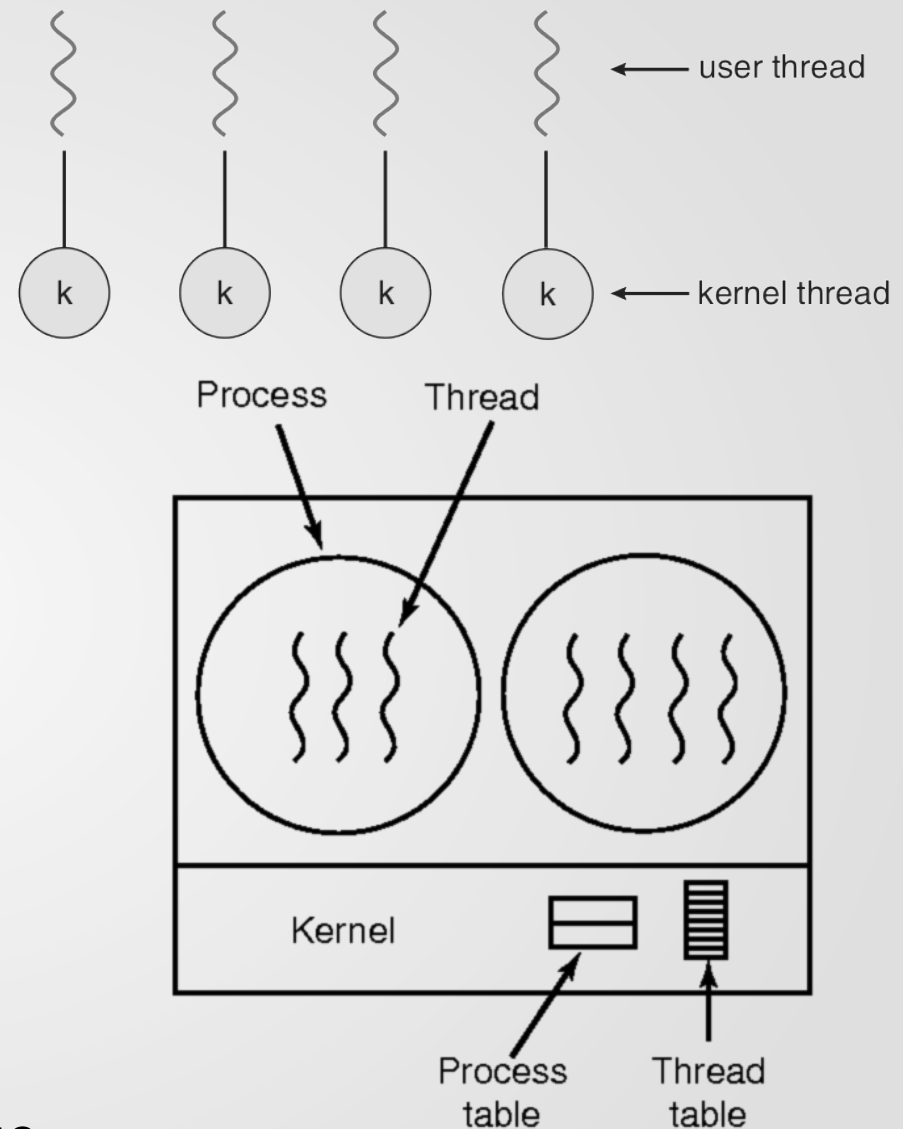 user thread
k
k
k
k
kernel thread
Process
Thread
Kernel
Process
table
Thread
table